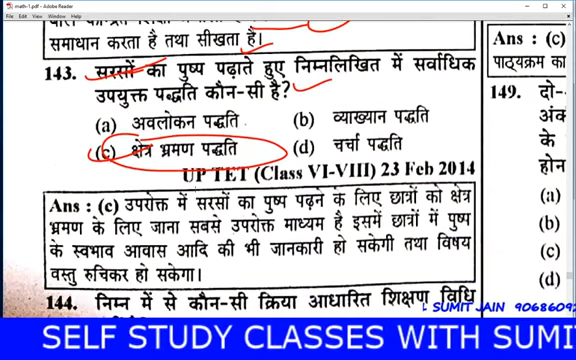 math-1.pdf
File Edit View Window Help
समाधान करता है तथा सीखता है।
143. सरसों का पुष्प पढ़ाते हुए निम्नलिखित में सर्वाधिक
उपयुक्त पद्धति कौन-सी है?
(a) अवलोकन पद्धति (b) व्याख्यान पद्धति
(c) क्षेत्र भ्रमण पद्धति (d) चर्चा पद्धति
UP TET (Class VI-VIII) 23 Feb 2014
Ans : (c) उपरोक्त में सरसों का पुष्प पढ़ने के लिए छात्रों को क्षेत्र
भ्रमण के लिए जाना सबसे उपरोक्त माध्यम है इसमें छात्रों में पुष्प
के स्वभाव आवास आदि की भी जानकारी हो सकेगी तथा विषय
वस्तु रुचिकर हो सकेगा।
144. निम्न में से कौन-सी क्रिया आधारित शिक्षण विधि
Ans : (c)
पाठ्यक्रम का
149. दो-
के
होन
(a)
(b)
(c)
(d)
SUMIT JAIN 9068609
SELF STUDY CLASSES WITH SUMI